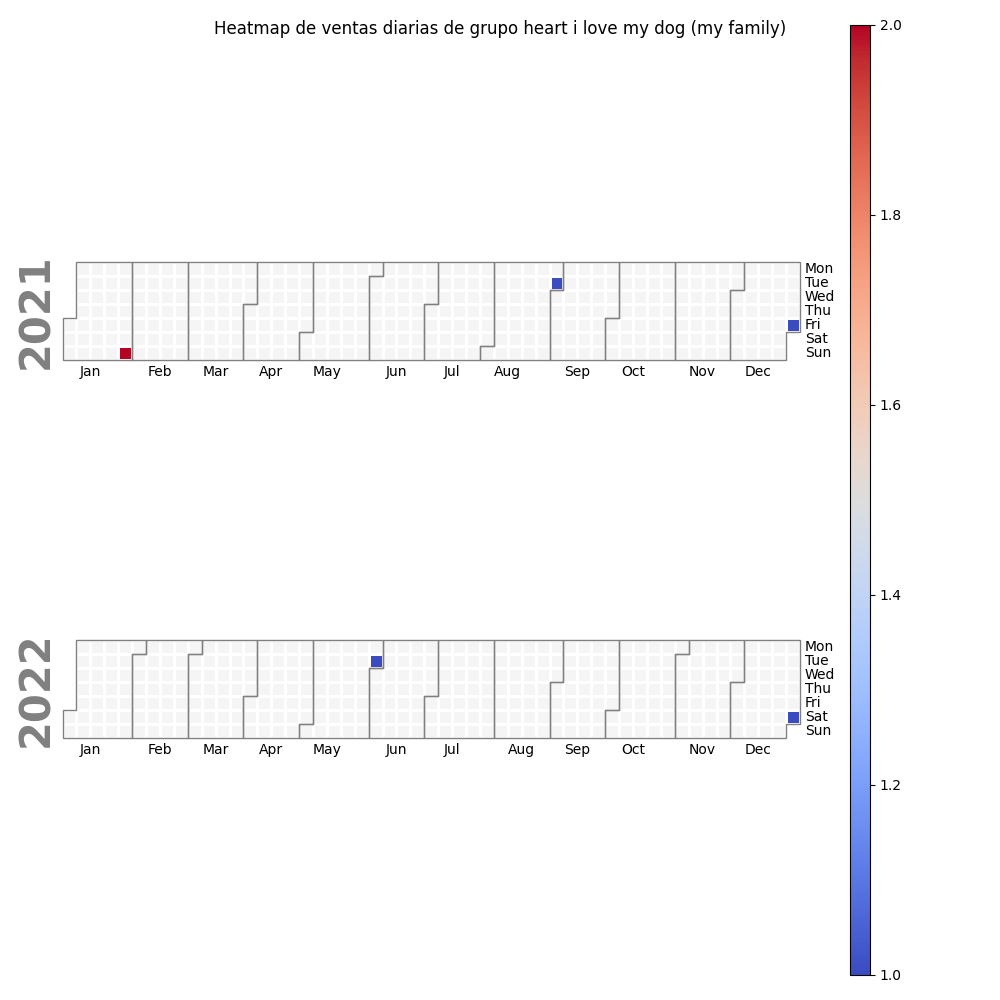 Heatmap de ventas diarias de grupo heart i love my dog (my family)
2021
Mon
Tue
Wed
Thu
Fri
Sat
Sun
Jan Feb Mar Apr May Jun Jul Aug Sep Oct Nov Dec
2022
Mon
Tue
Wed
Thu
Fri
Sat
Sun
Jan Feb Mar Apr May Jun Jul Aug Sep Oct Nov Dec
2.0
1.8
1.6
1.4
1.2
1.0